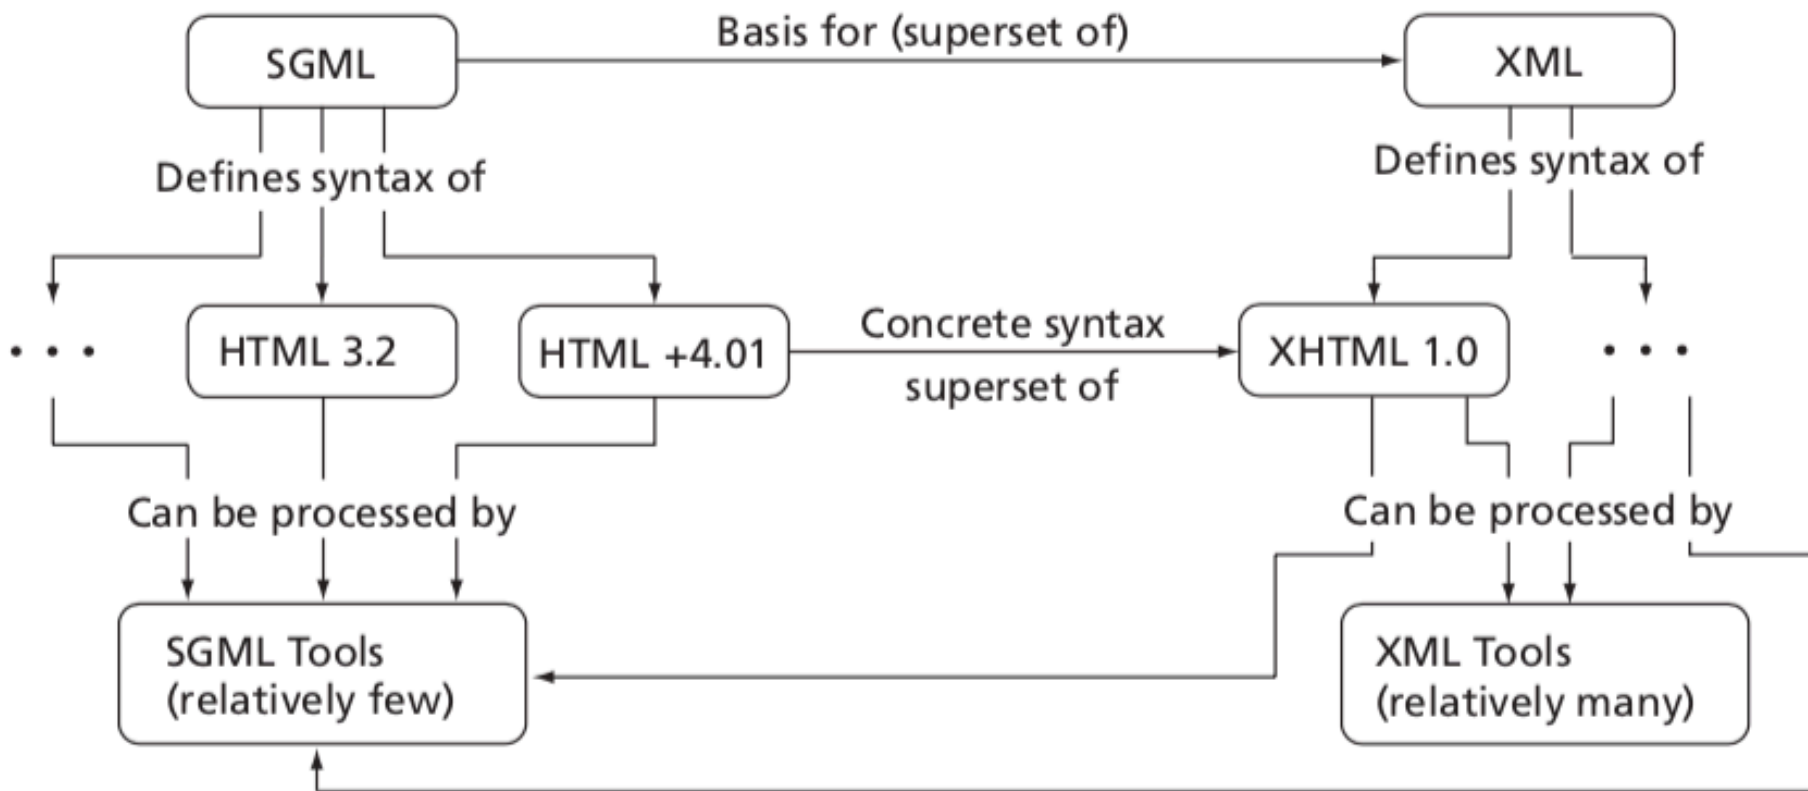 SGML
Basis for (superset of)
XML
Defines syntax of
Defines syntax of
• • •
HTML 3.2
HTML +4.01
Concrete syntax
superset of
XHTML 1.0
• • •
Can be processed by
Can be processed by
SGML Tools
(relatively few)
XML Tools
(relatively many)